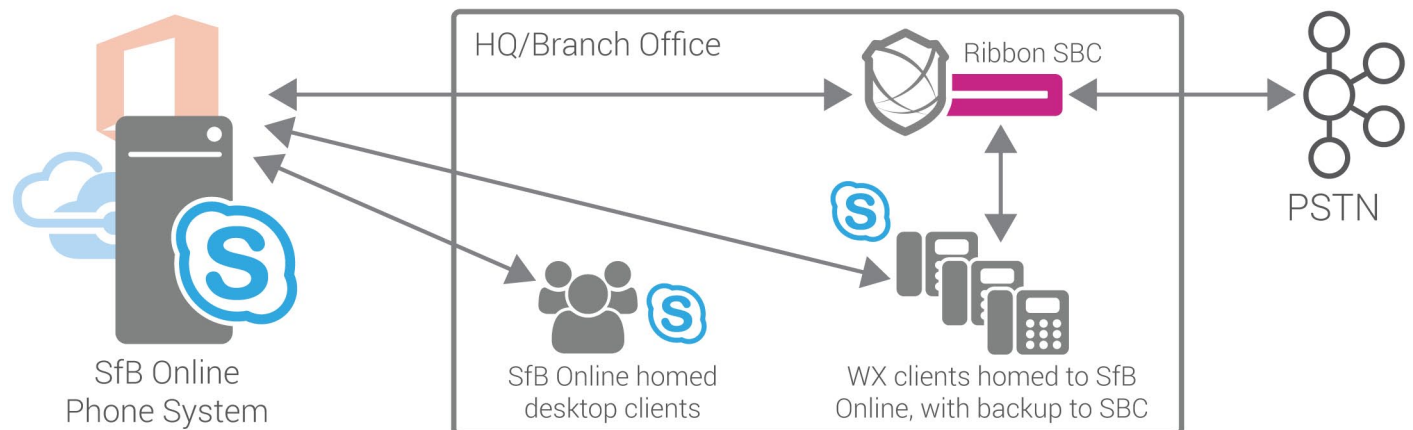 HQ/Branch Office
Ribbon SBC
PSTN
S
S
S
SfB Online
Phone System
SfB Online homed
desktop clients
WX clients homed to SfB
Online, with backup to SBC